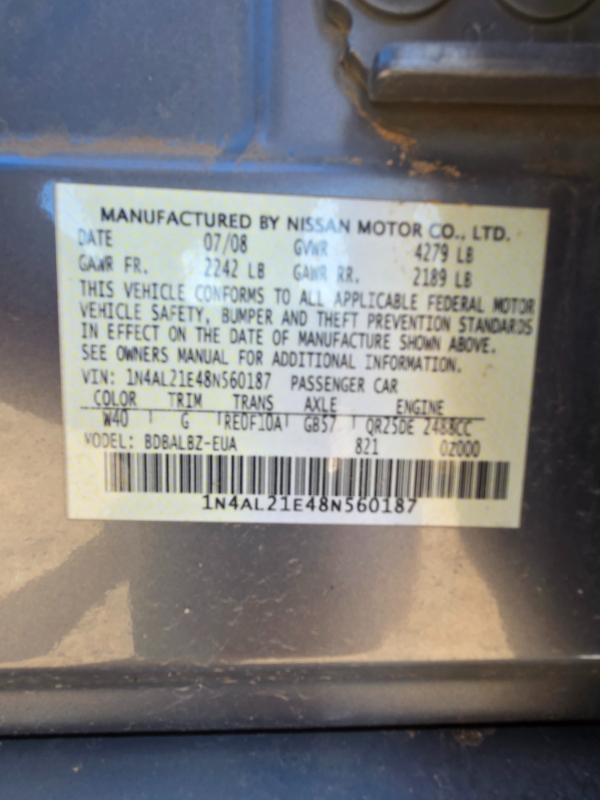 MANUFACTURED BY NISSAN MOTOR CO., LTD.
DATE 07/08 GVWR 4279 LB
GAWR FR. 2242 LB GAWR RR. 2189 LB
THIS VEHICLE CONFORMS TO ALL APPLICABLE FEDERAL MOTOR
VEHICLE SAFETY, BUMPER AND THEFT PREVENTION STANDARDS
IN EFFECT ON THE DATE OF MANUFACTURE SHOWN ABOVE.
SEE OWNERS MANUAL FOR ADDITIONAL INFORMATION.
VIN: 1N4AL21E48N560187 PASSENGER CAR
COLOR TRIM TRANS AXLE ENGINE
W40 G RE0F10A GB57 QR25DE 2488CC
MODEL: BDBALBZ-EUA 821 0Z000
1N4AL21E48N560187